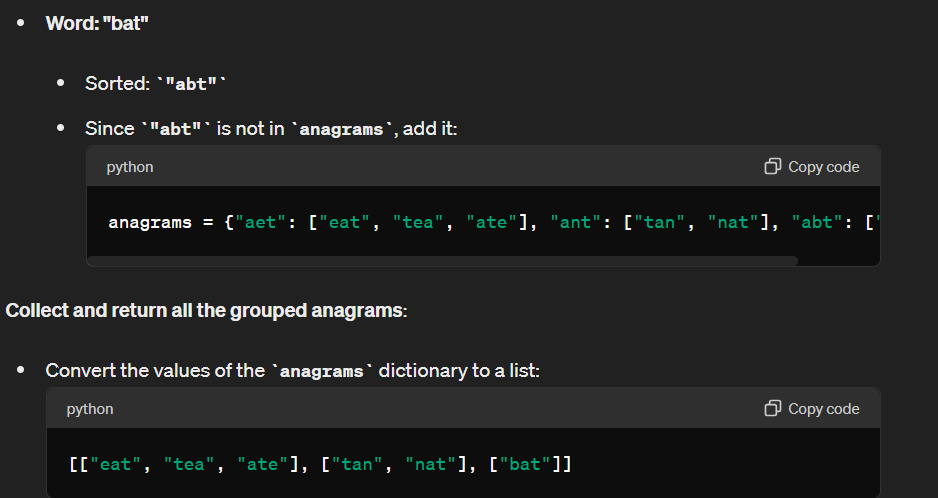 Word: "bat"
Sorted: `"abt"`
Since `"abt"` is not in `anagrams`, add it:
python Copy code
anagrams = {"aet": ["eat", "tea", "ate"], "ant": ["tan", "nat"], "abt": ["
Collect and return all the grouped anagrams:
Convert the values of the `anagrams` dictionary to a list:
python Copy code
[["eat", "tea", "ate"], ["tan", "nat"], ["bat"]]